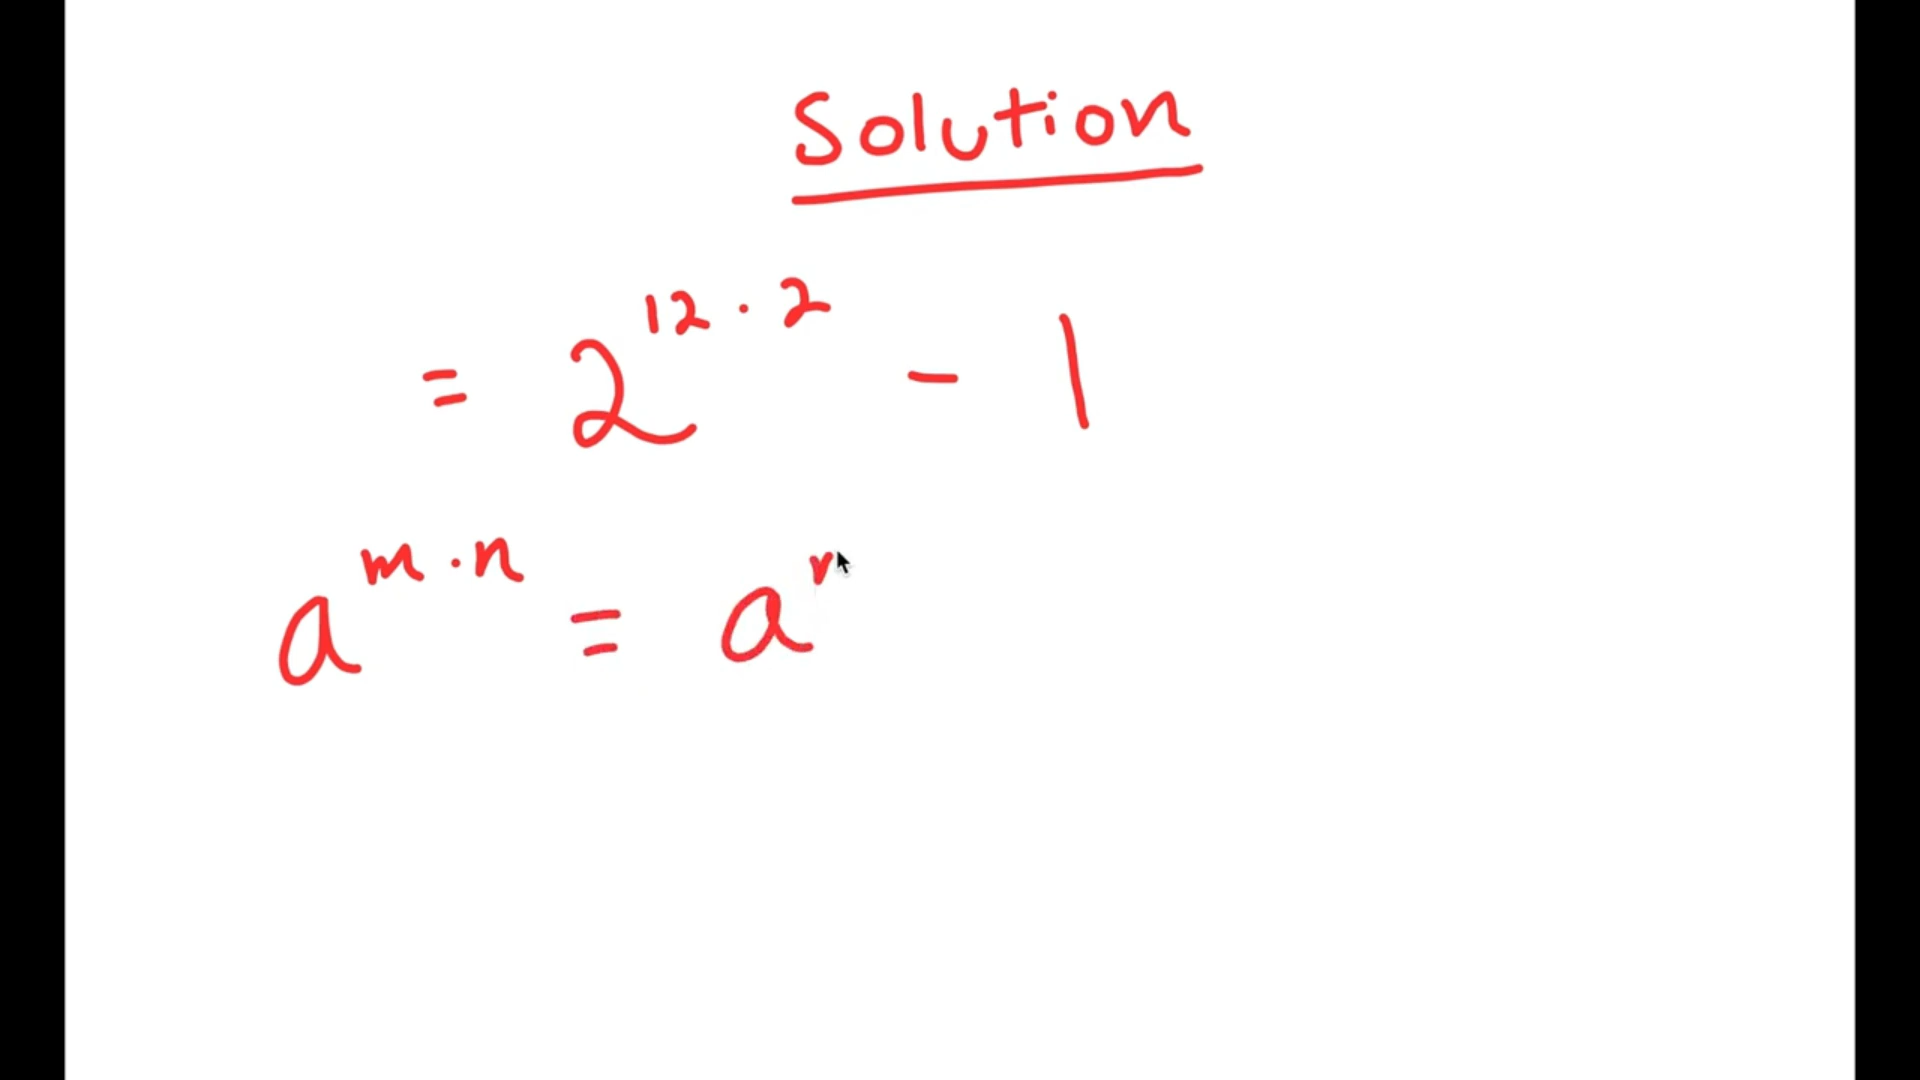 Solution
= 2^{12 · 2} - 1
a^{m · n} = a